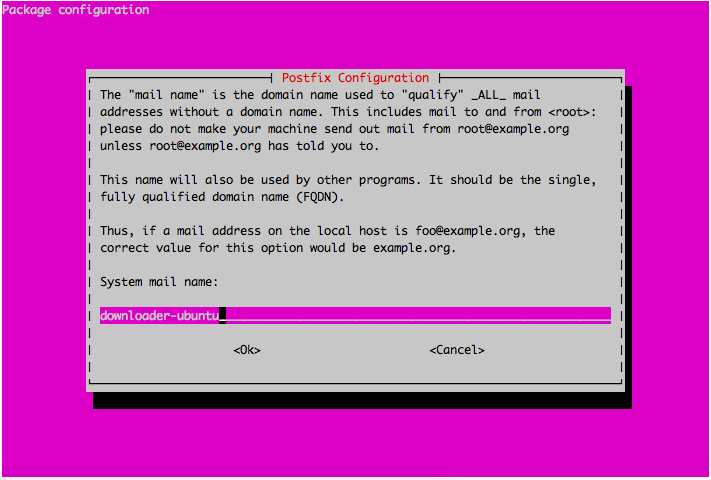 Package configuration
Postfix Configuration
The "mail name" is the domain name used to "qualify" _ALL_ mail
addresses without a domain name. This includes mail to and from <root>:
please do not make your machine send out mail from root@example.org
unless root@example.org has told you to.
This name will also be used by other programs. It should be the single,
fully qualified domain name (FQDN).
Thus, if a mail address on the local host is foo@example.org, the
correct value for this option would be example.org.
System mail name:
downloader-ubuntu
<Ok> <Cancel>